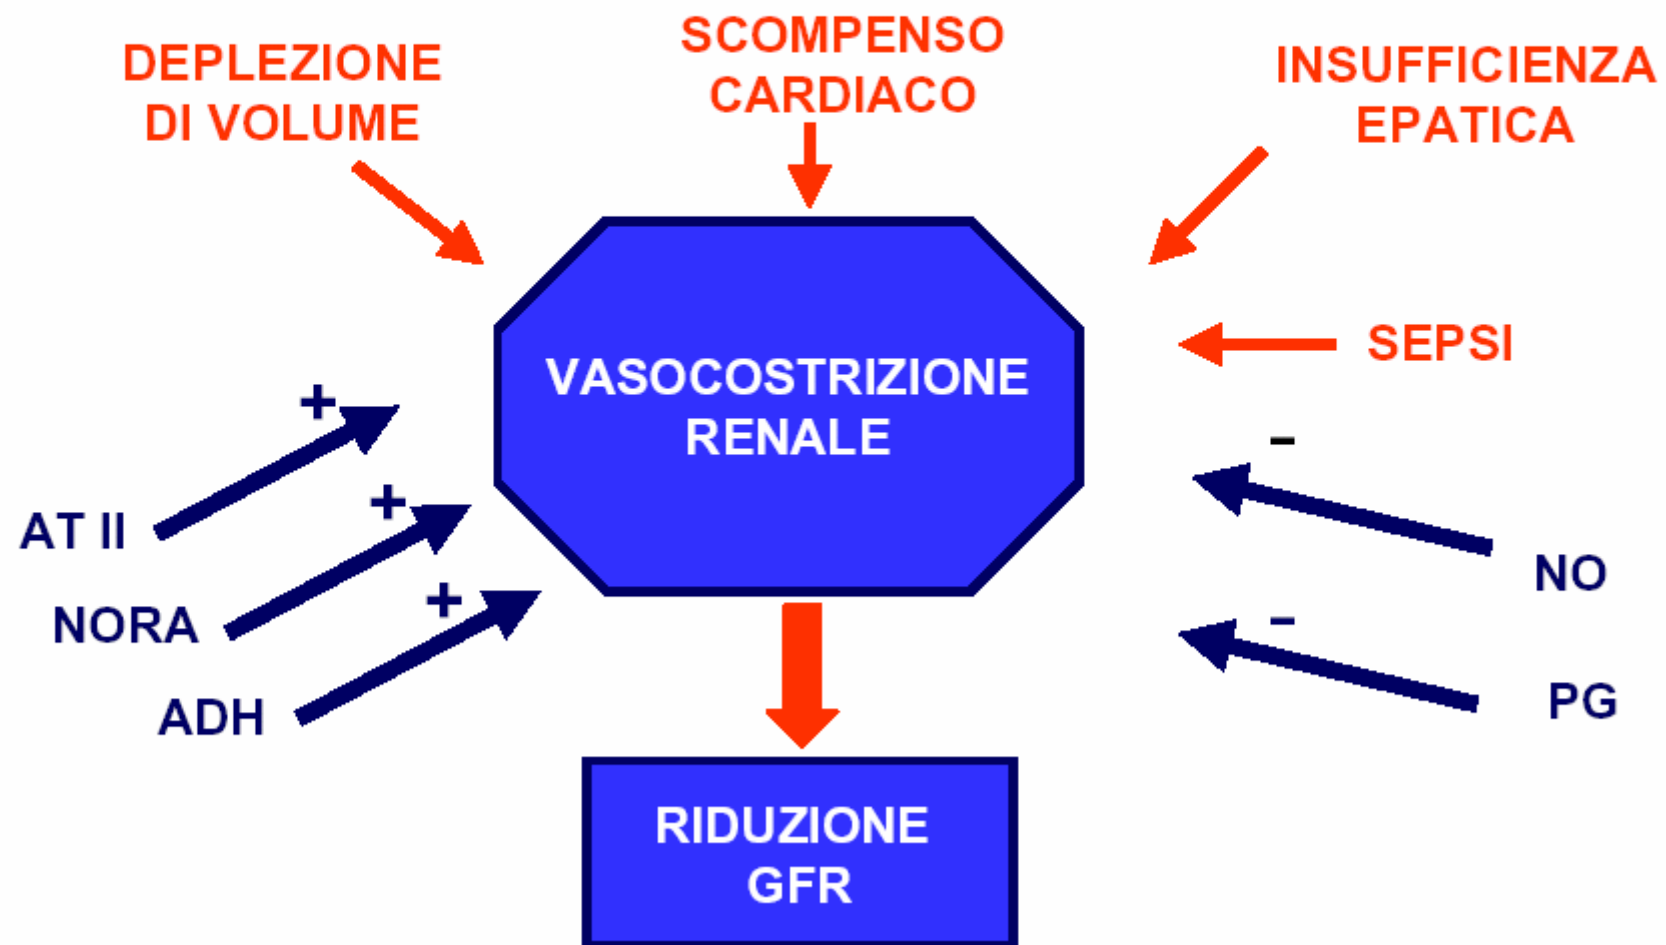 DEPLEZIONE
DI VOLUME
SCOMPENSO
CARDIACO
INSUFFICIENZA
EPATICA
VASOCOSTRIZIONE
RENALE
SEPSI
+
AT II
+
NORA
+
ADH
-
NO
-
PG
RIDUZIONE
GFR